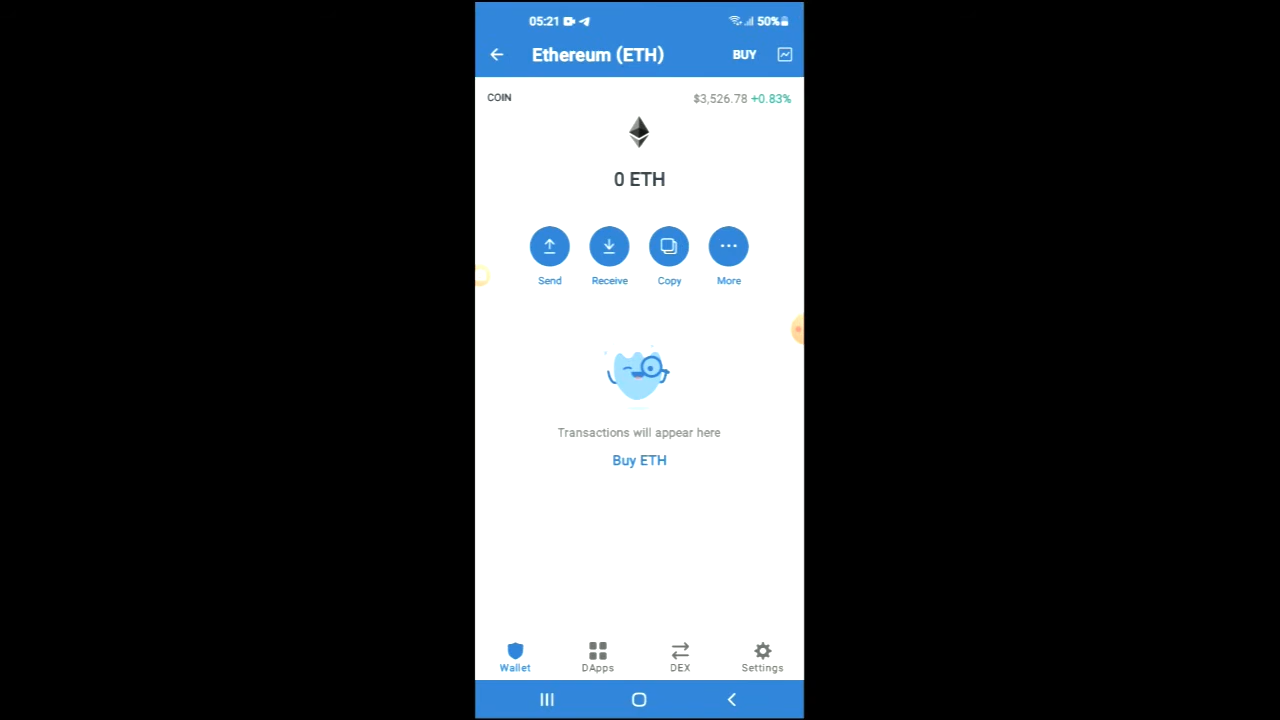 05:21 50%
Ethereum (ETH) BUY
COIN $3,526.78 +0.83%
0 ETH
Send Receive Copy More
Transactions will appear here
Buy ETH
Wallet DApps DEX Settings